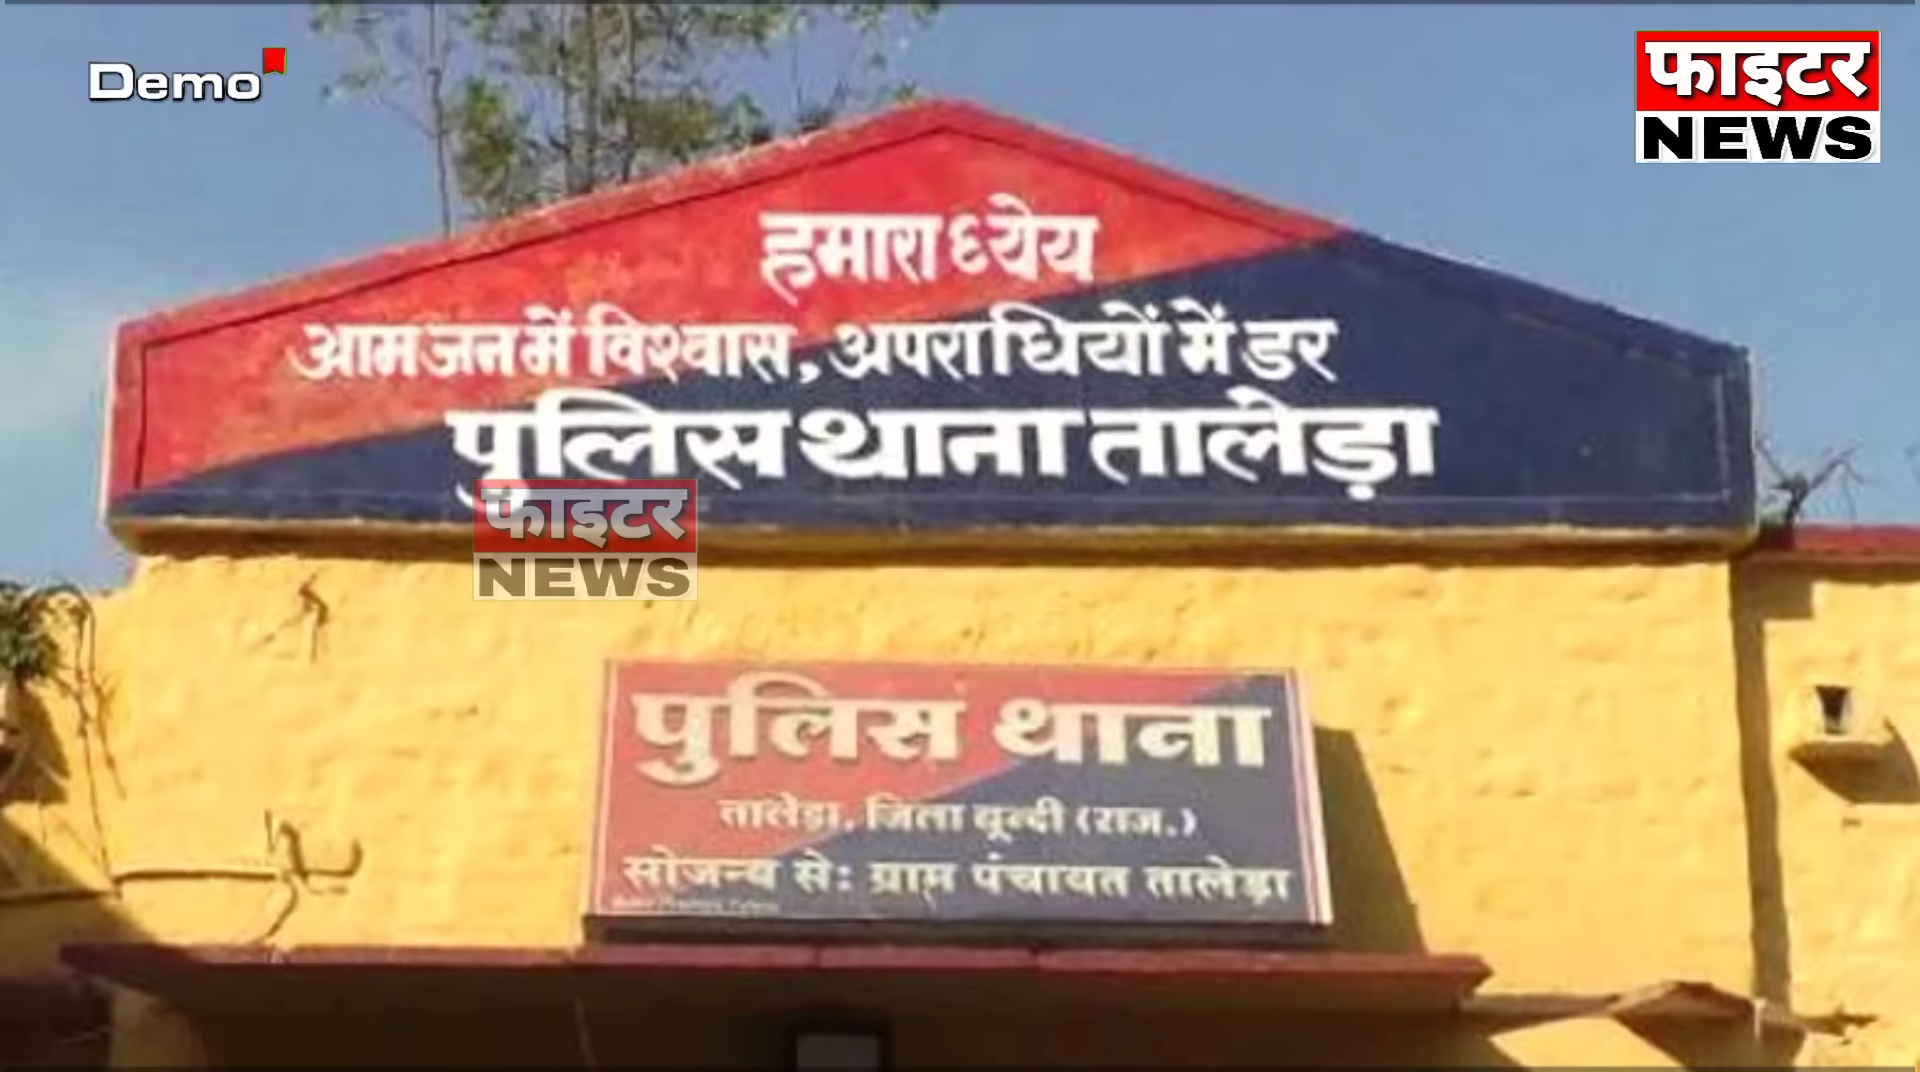 Demo
फाइटर
NEWS
हमारा ध्येय
आमजन में विश्वास, अपराधियों में डर
पुलिस थाना तालेड़ा
फाइटर
NEWS
पुलिस थाना
तालेड़ा, जिला बून्दी (राज.)
सोजन्य से: ग्राम पंचायत तालेड़ा